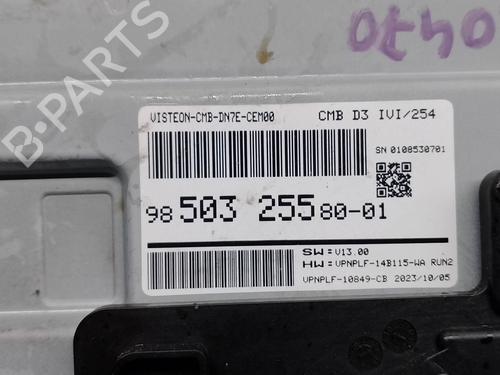 0470
VISTEON-CMB-DN7E-CEM00
CMB D3 IVI/254
SN 0108530701
98 503 255 80-01
SW=V13.00
HW=VPNPLF-14B115-WA RUN2
VPNPLF-10849-CB 2023/10/05
B-PARTS